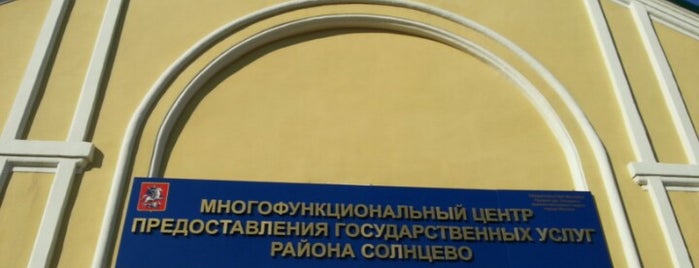 МНОГОФУНКЦИОНАЛЬНЫЙ ЦЕНТР
ПРЕДОСТАВЛЕНИЯ ГОСУДАРСТВЕННЫХ УСЛУГ
РАЙОНА СОЛНЦЕВО